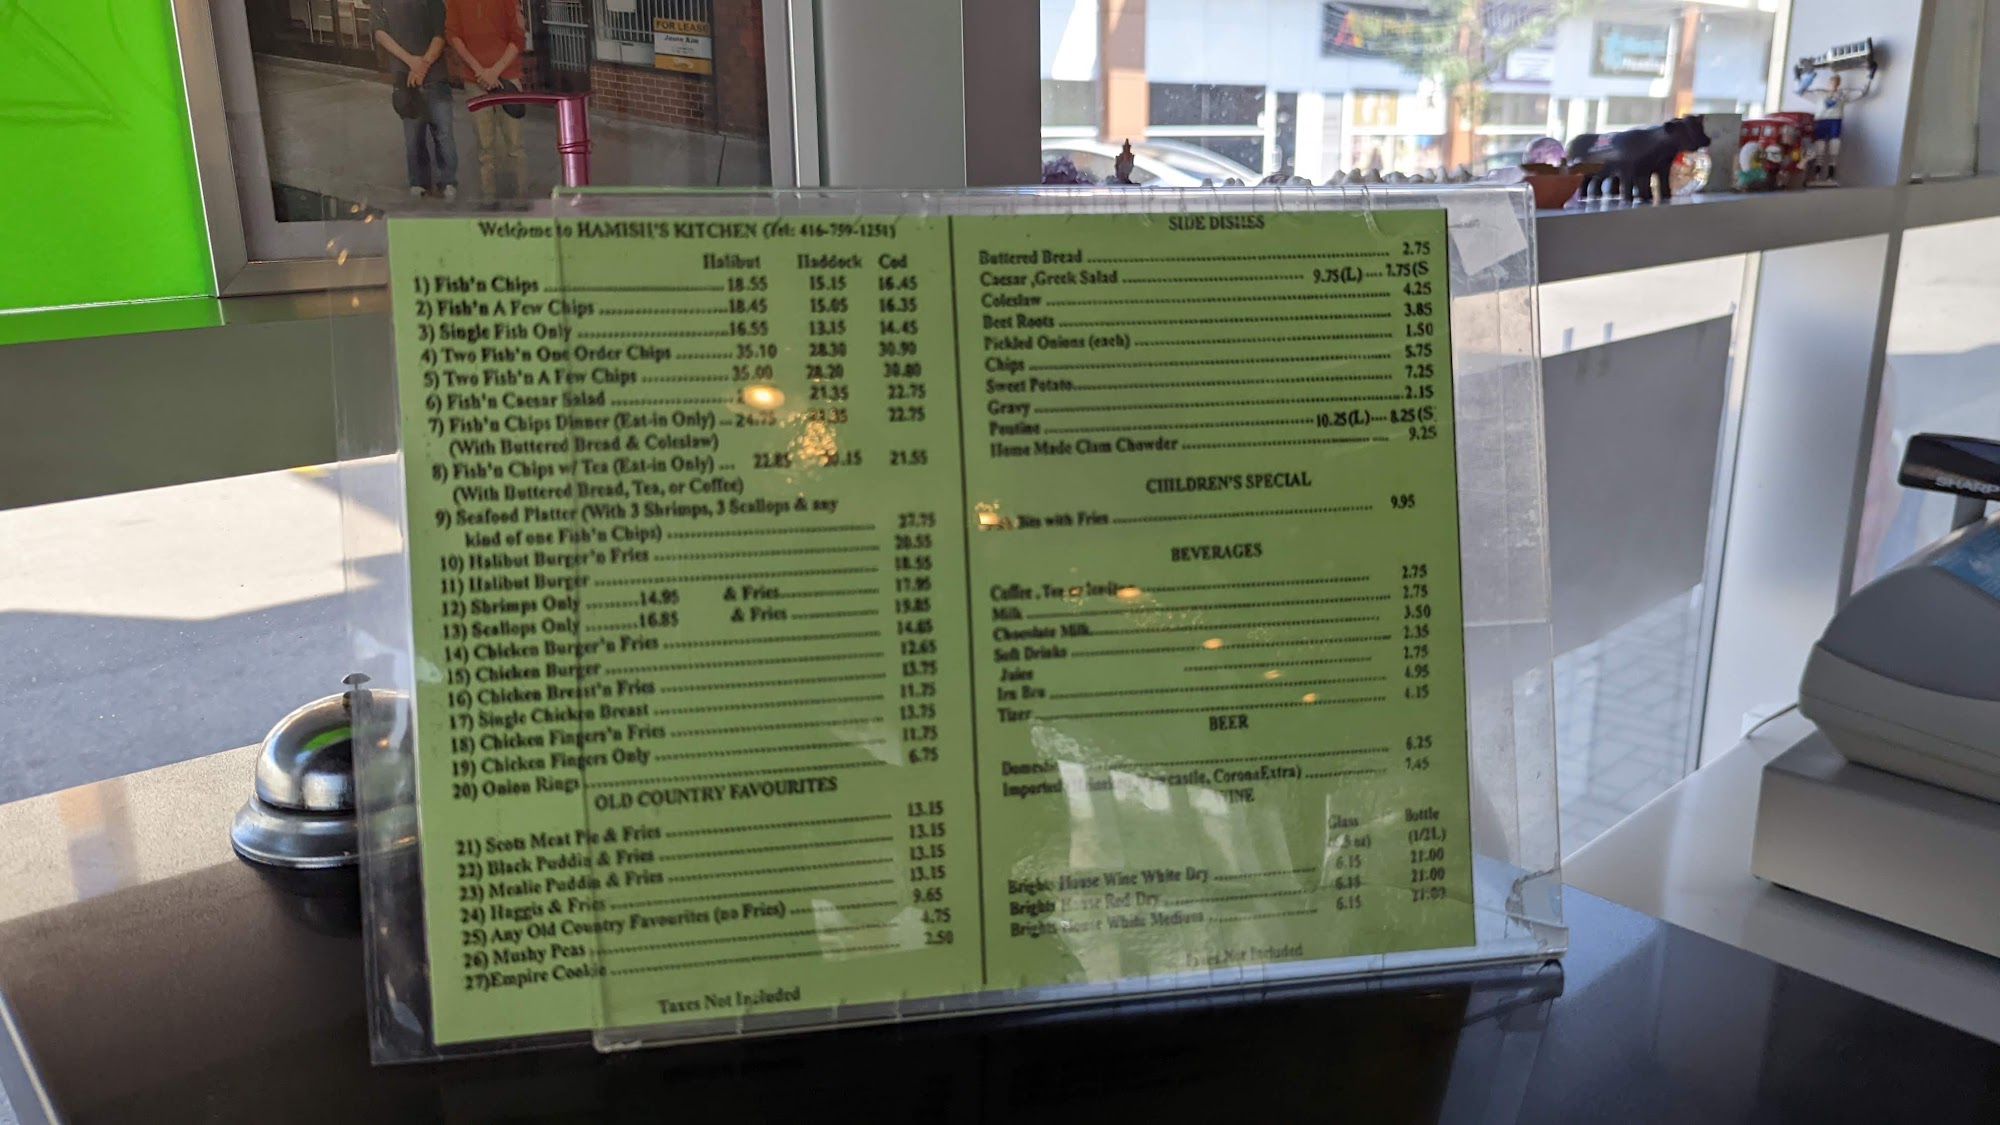 FOR LEASE
Welcome to HAMISH'S KITCHEN (Tel: 416-759-1251)
Halibut Haddock Cod
1) Fish'n Chips 18.55 15.15 16.45
2) Fish'n A Few Chips 18.45 15.05 16.35
3) Single Fish Only 16.55 13.15 14.45
4) Two Fish'n One Order Chips 35.10 28.30 30.90
5) Two Fish'n A Few Chips 35.00 28.20 30.80
6) Fish'n Caesar Salad 21.35 22.75
7) Fish'n Chips Dinner (Eat-in Only) 22.75
(With Buttered Bread & Coleslaw)
8) Fish'n Chips w/ Tea (Eat-in Only) 21.55
(With Buttered Bread, Tea, or Coffee)
9) Seafood Platter (With 3 Shrimps, 3 Scallops & any
kind of one Fish'n Chips) 27.75
10) Halibut Burger'n Fries 20.55
11) Halibut Burger 18.55
12) Shrimps Only 14.95 & Fries 17.95
13) Scallops Only 16.85 & Fries 19.85
14) Chicken Burger'n Fries 14.65
15) Chicken Burger 12.65
16) Chicken Breast'n Fries 13.75
17) Single Chicken Breast 11.75
18) Chicken Fingers'n Fries 13.75
19) Chicken Fingers Only 11.75
20) Onion Rings 6.75
OLD COUNTRY FAVOURITES
21) Scots Meat Pie & Fries 13.15
22) Black Puddin & Fries 13.15
23) Mealie Puddin & Fries 13.15
24) Haggis & Fries 13.15
25) Any Old Country Favourites (no Fries) 9.65
26) Mushy Peas 4.75
27)Empire Cookie 2.50
Taxes Not Included
SIDE DISHES
Buttered Bread 2.75
Caesar ,Greek Salad 9.75(L) .... 7.75(S
Coleslaw 4.25
Beet Roots 3.85
Pickled Onions (each) 1.50
Chips 5.75
Sweet Potato 7.25
Gravy 2.15
Poutine 10.25(L).... 8.25(S
Home Made Clam Chowder 9.25
CHILDREN'S SPECIAL
Bits with Fries 9.95
BEVERAGES
Coffee , Tea 2.75
Milk 2.75
Chocolate Milk 3.50
Soft Drinks 2.35
Juice 2.75
Irn Bru 4.95
Tizer 4.15
BEER
6.25
Imported CoronaExtra) 7.45
WINE
Glass Bottle
(1/2L)
Brights House Wine White Dry 6.15 21.00
Brights House Red Dry 6.15 21.00
Brights House White Medium 6.15 21.00
Taxes Not Included
SHARP